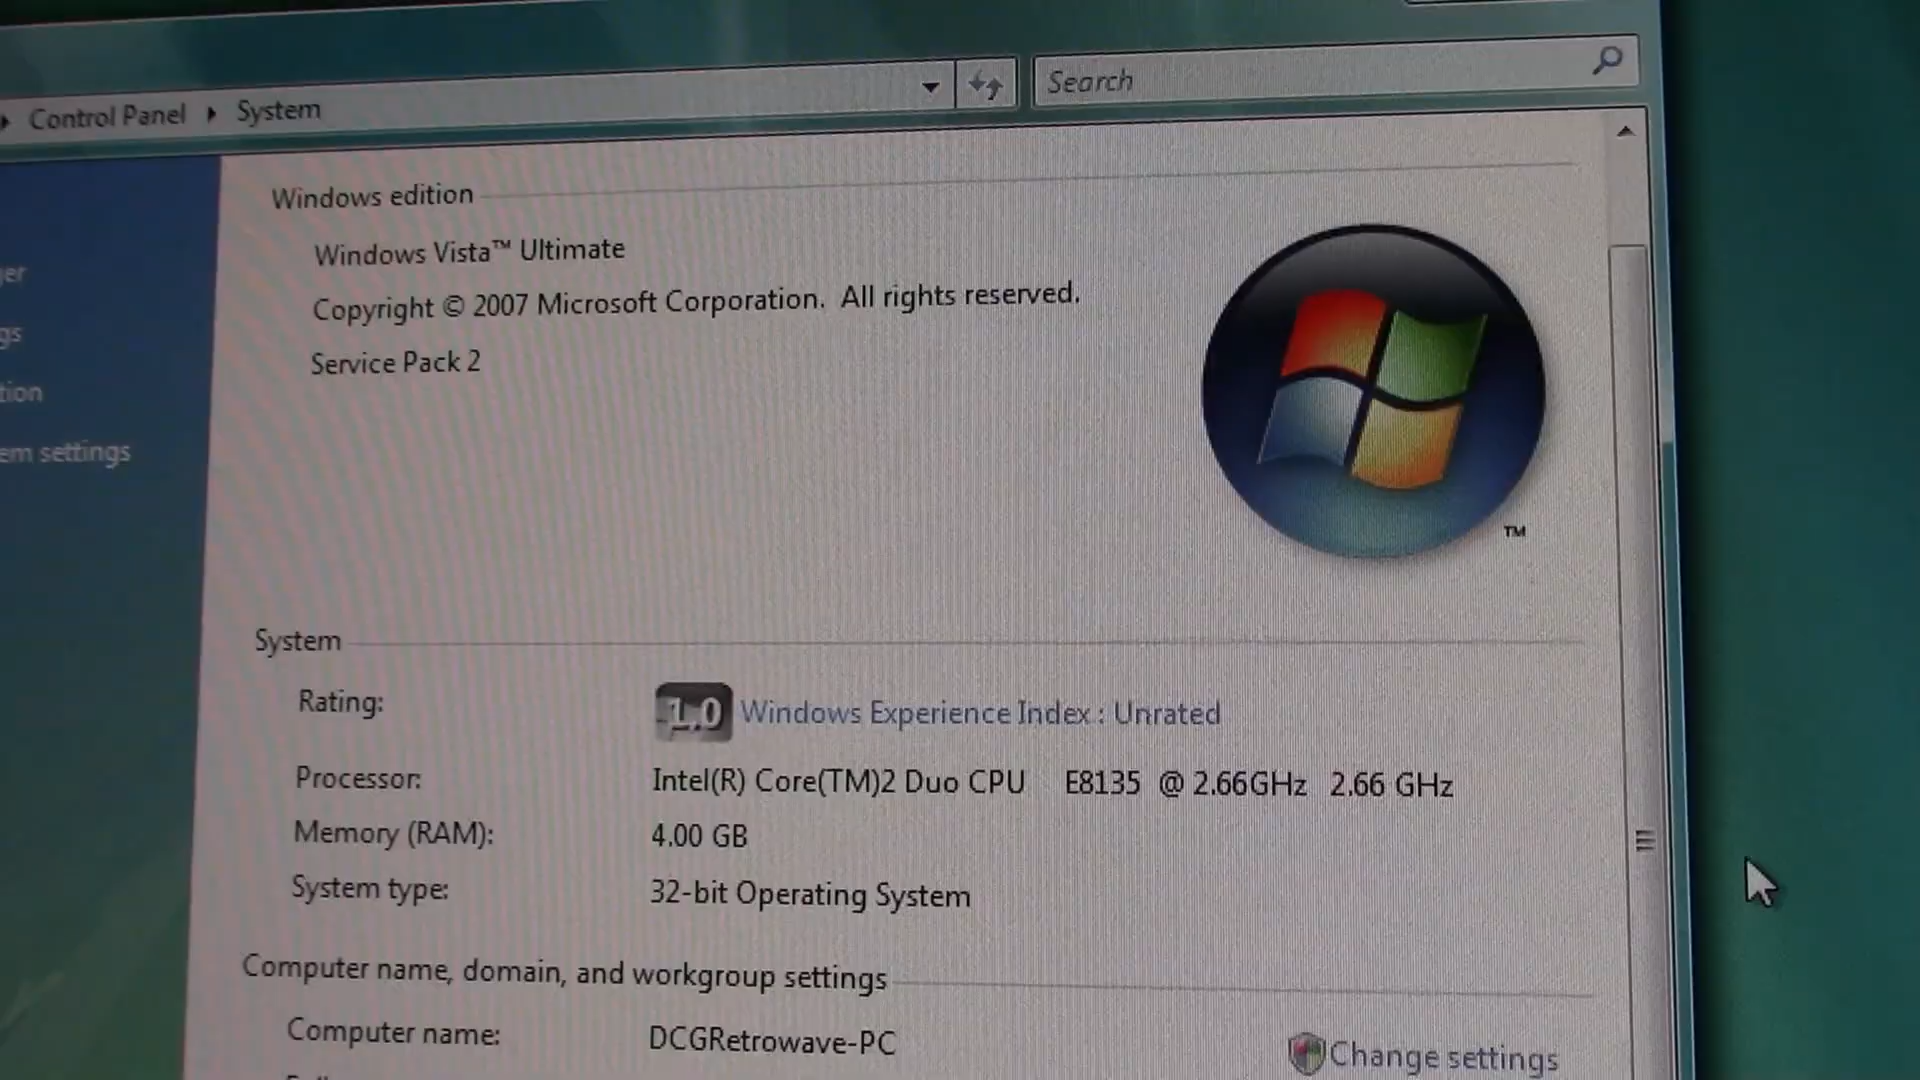 Control Panel System
Search
Windows edition
Windows Vista™ Ultimate
Copyright © 2007 Microsoft Corporation. All rights reserved.
Service Pack 2
TM
em settings
System
Rating: 1.0 Windows Experience Index: Unrated
Processor: Intel(R) Core(TM)2 Duo CPU E8135 @ 2.66GHz 2.66 GHz
Memory (RAM): 4.00 GB
System type: 32-bit Operating System
Computer name, domain, and workgroup settings
Computer name: DCGRetrowave-PC
Change settings